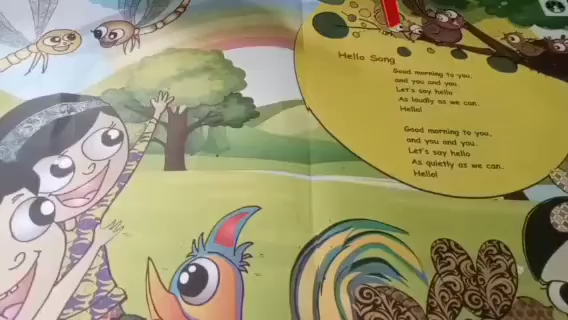 Hello Song
Good morning to you,
and you and you.
Let's say hello
As loudly as we can.
Hello!
Good morning to you,
and you and you.
Let's say hello
As quietly as we can.
Hello!